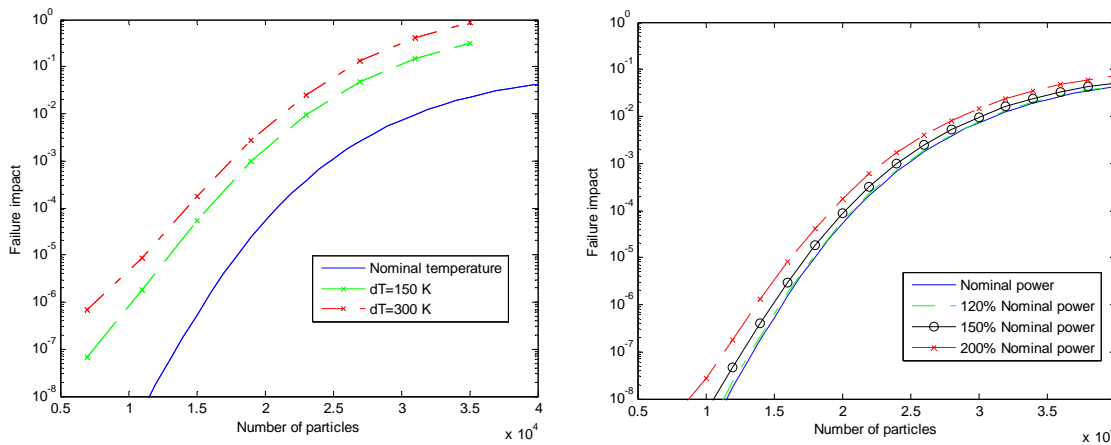 10^0
10^-1
10^-2
10^-3
10^-4
10^-5
10^-6
10^-7
10^-8
Failure impact
Nominal temperature
dT=150 K
dT=300 K
0.5 1 1.5 2 2.5 3 3.5 4
Number of particles
x 10^4
10^0
10^-1
10^-2
10^-3
10^-4
10^-5
10^-6
10^-7
10^-8
Failure impact
Nominal power
120% Nominal power
150% Nominal power
200% Nominal power
0.5 1 1.5 2 2.5 3 3.5
Number of particles
x 10